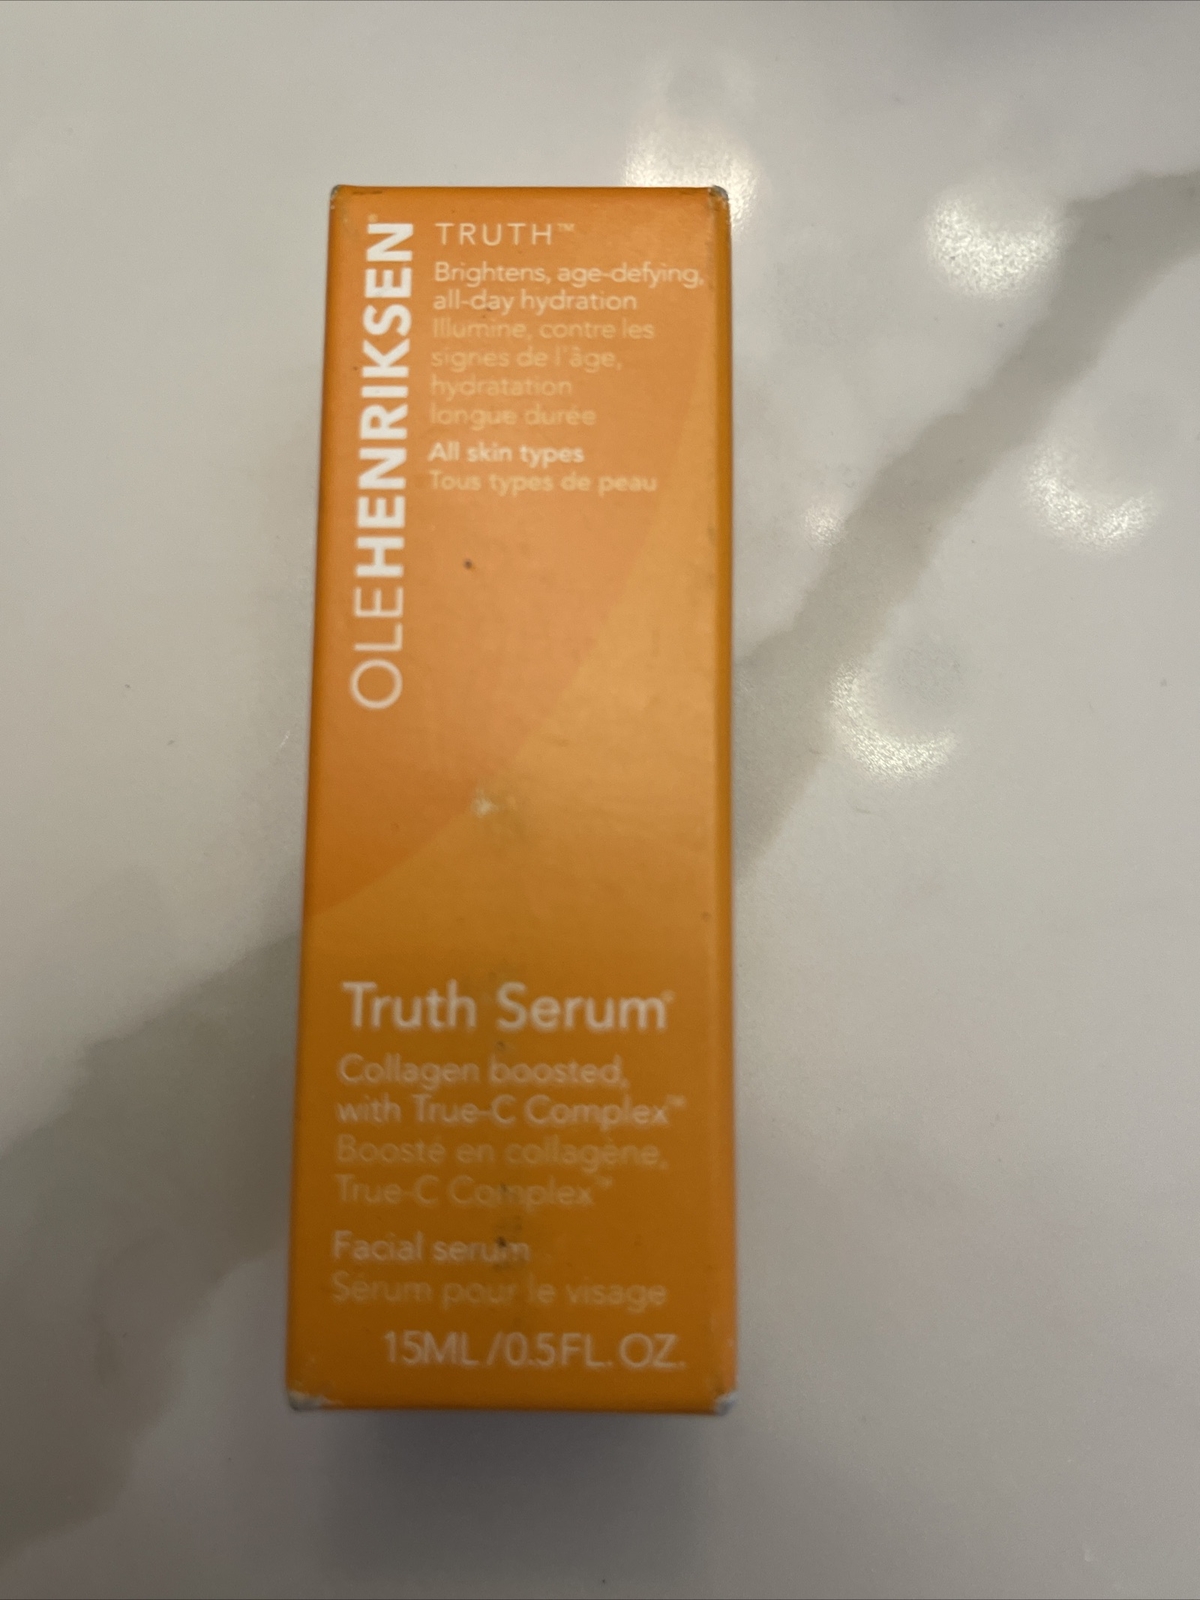 OLEHENRIKSEN®
TRUTH™
Brightens, age-defying,
all-day hydration
Illumine, contre les
signes de l'âge,
hydratation
longue durée
All skin types
Tous types de peau
Truth Serum®
Collagen boosted,
with True-C Complex™
Boosté en collagène,
True-C Complex™
Facial serum
Sérum pour le visage
15ML/0.5FL. OZ.